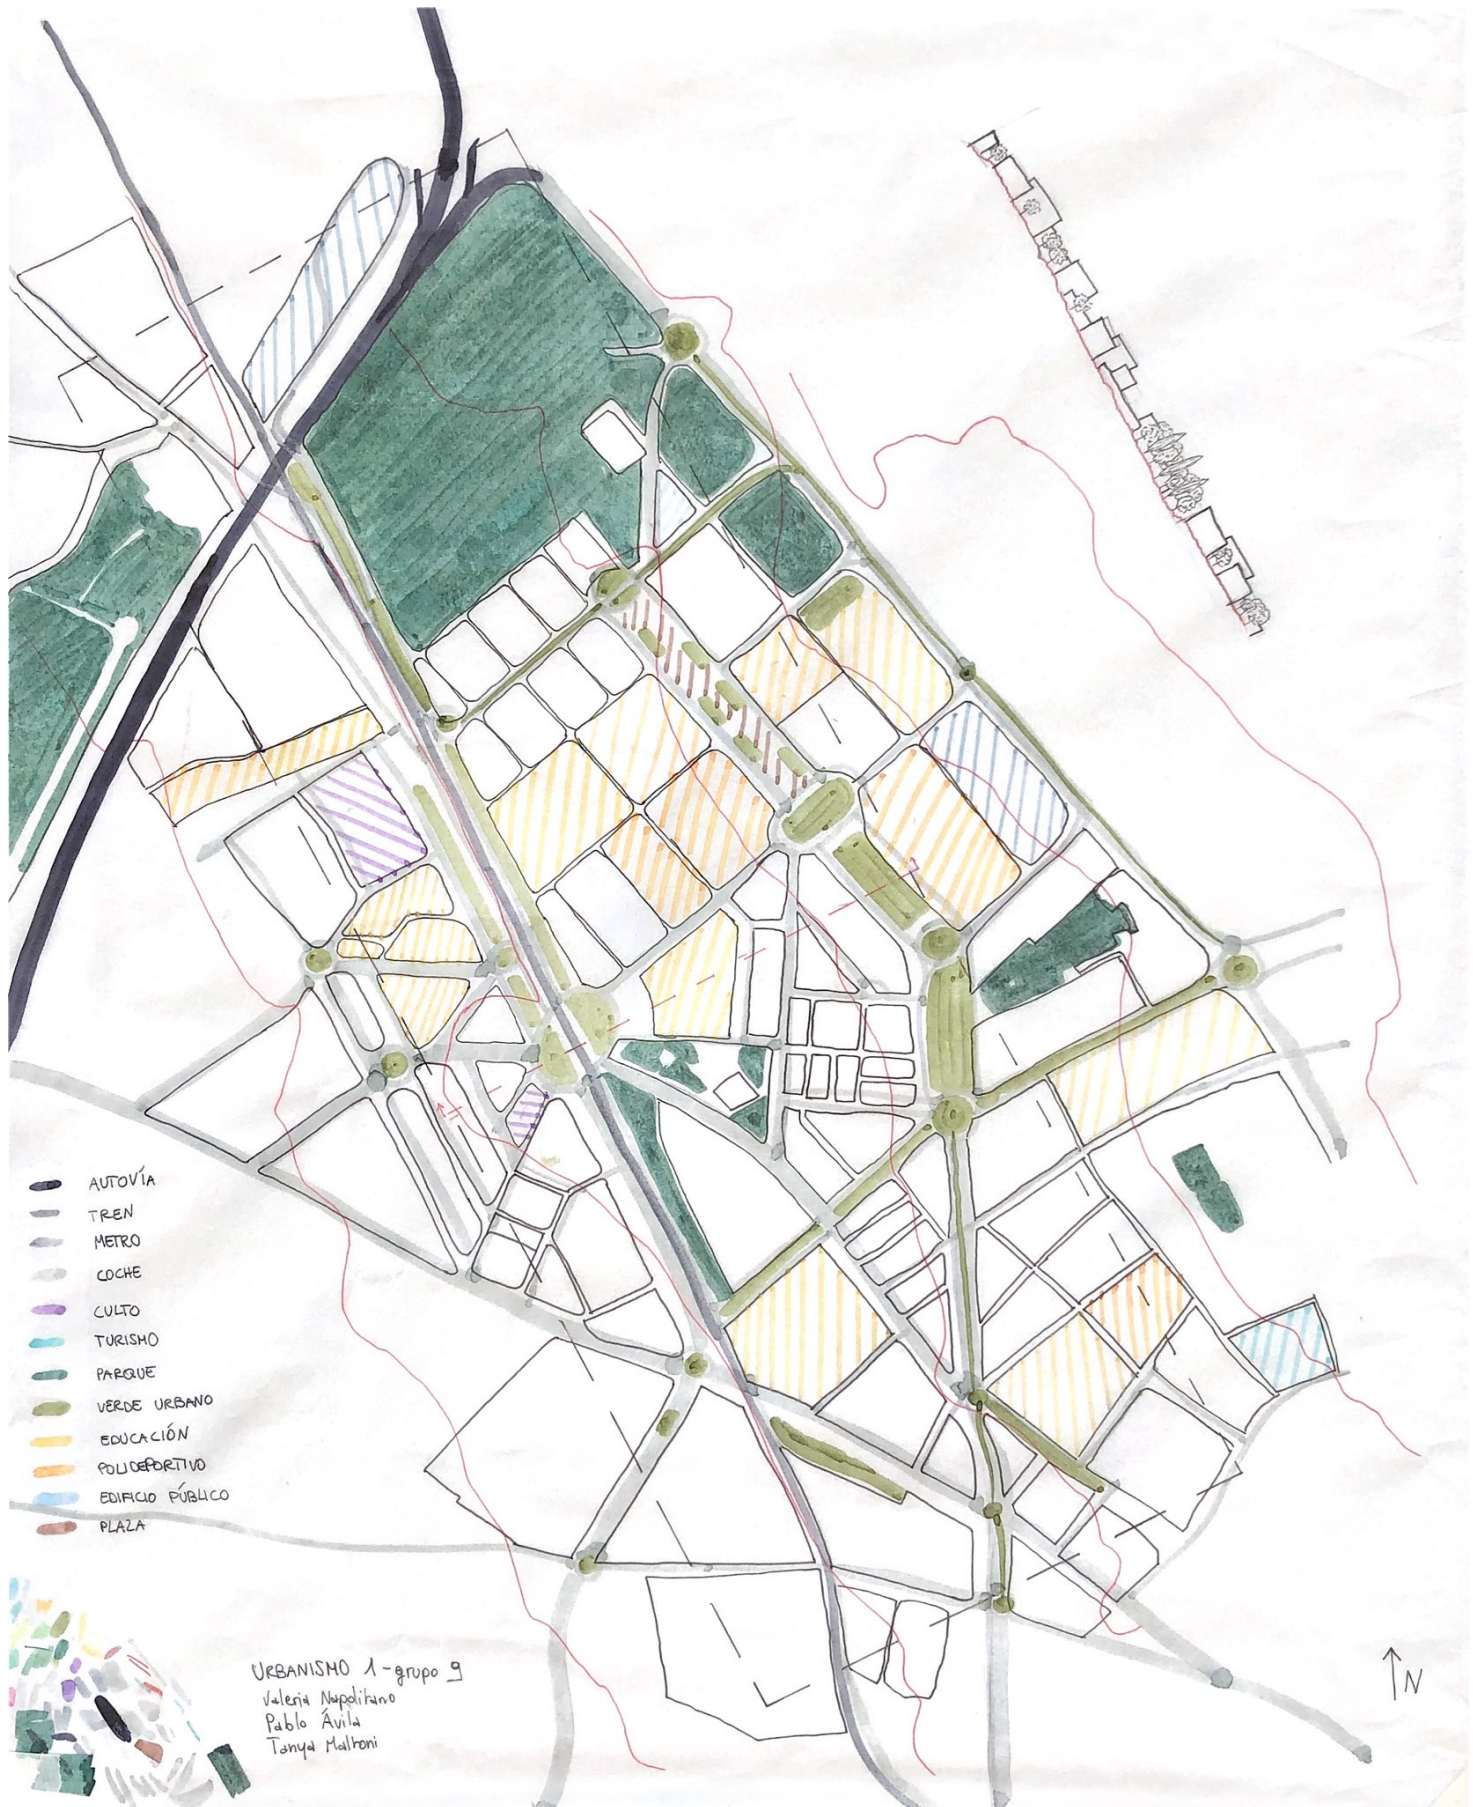 AUTOVÍA
TREN
METRO
COCHE
CULTO
TURISMO
PARQUE
VERDE URBANO
EDUCACIÓN
POLIDEPORTIVO
EDIFICIO PÚBLICO
PLAZA
URBANISMO 1 - grupo 9
Valeria Napolitano
Pablo Ávila
Tanya
N